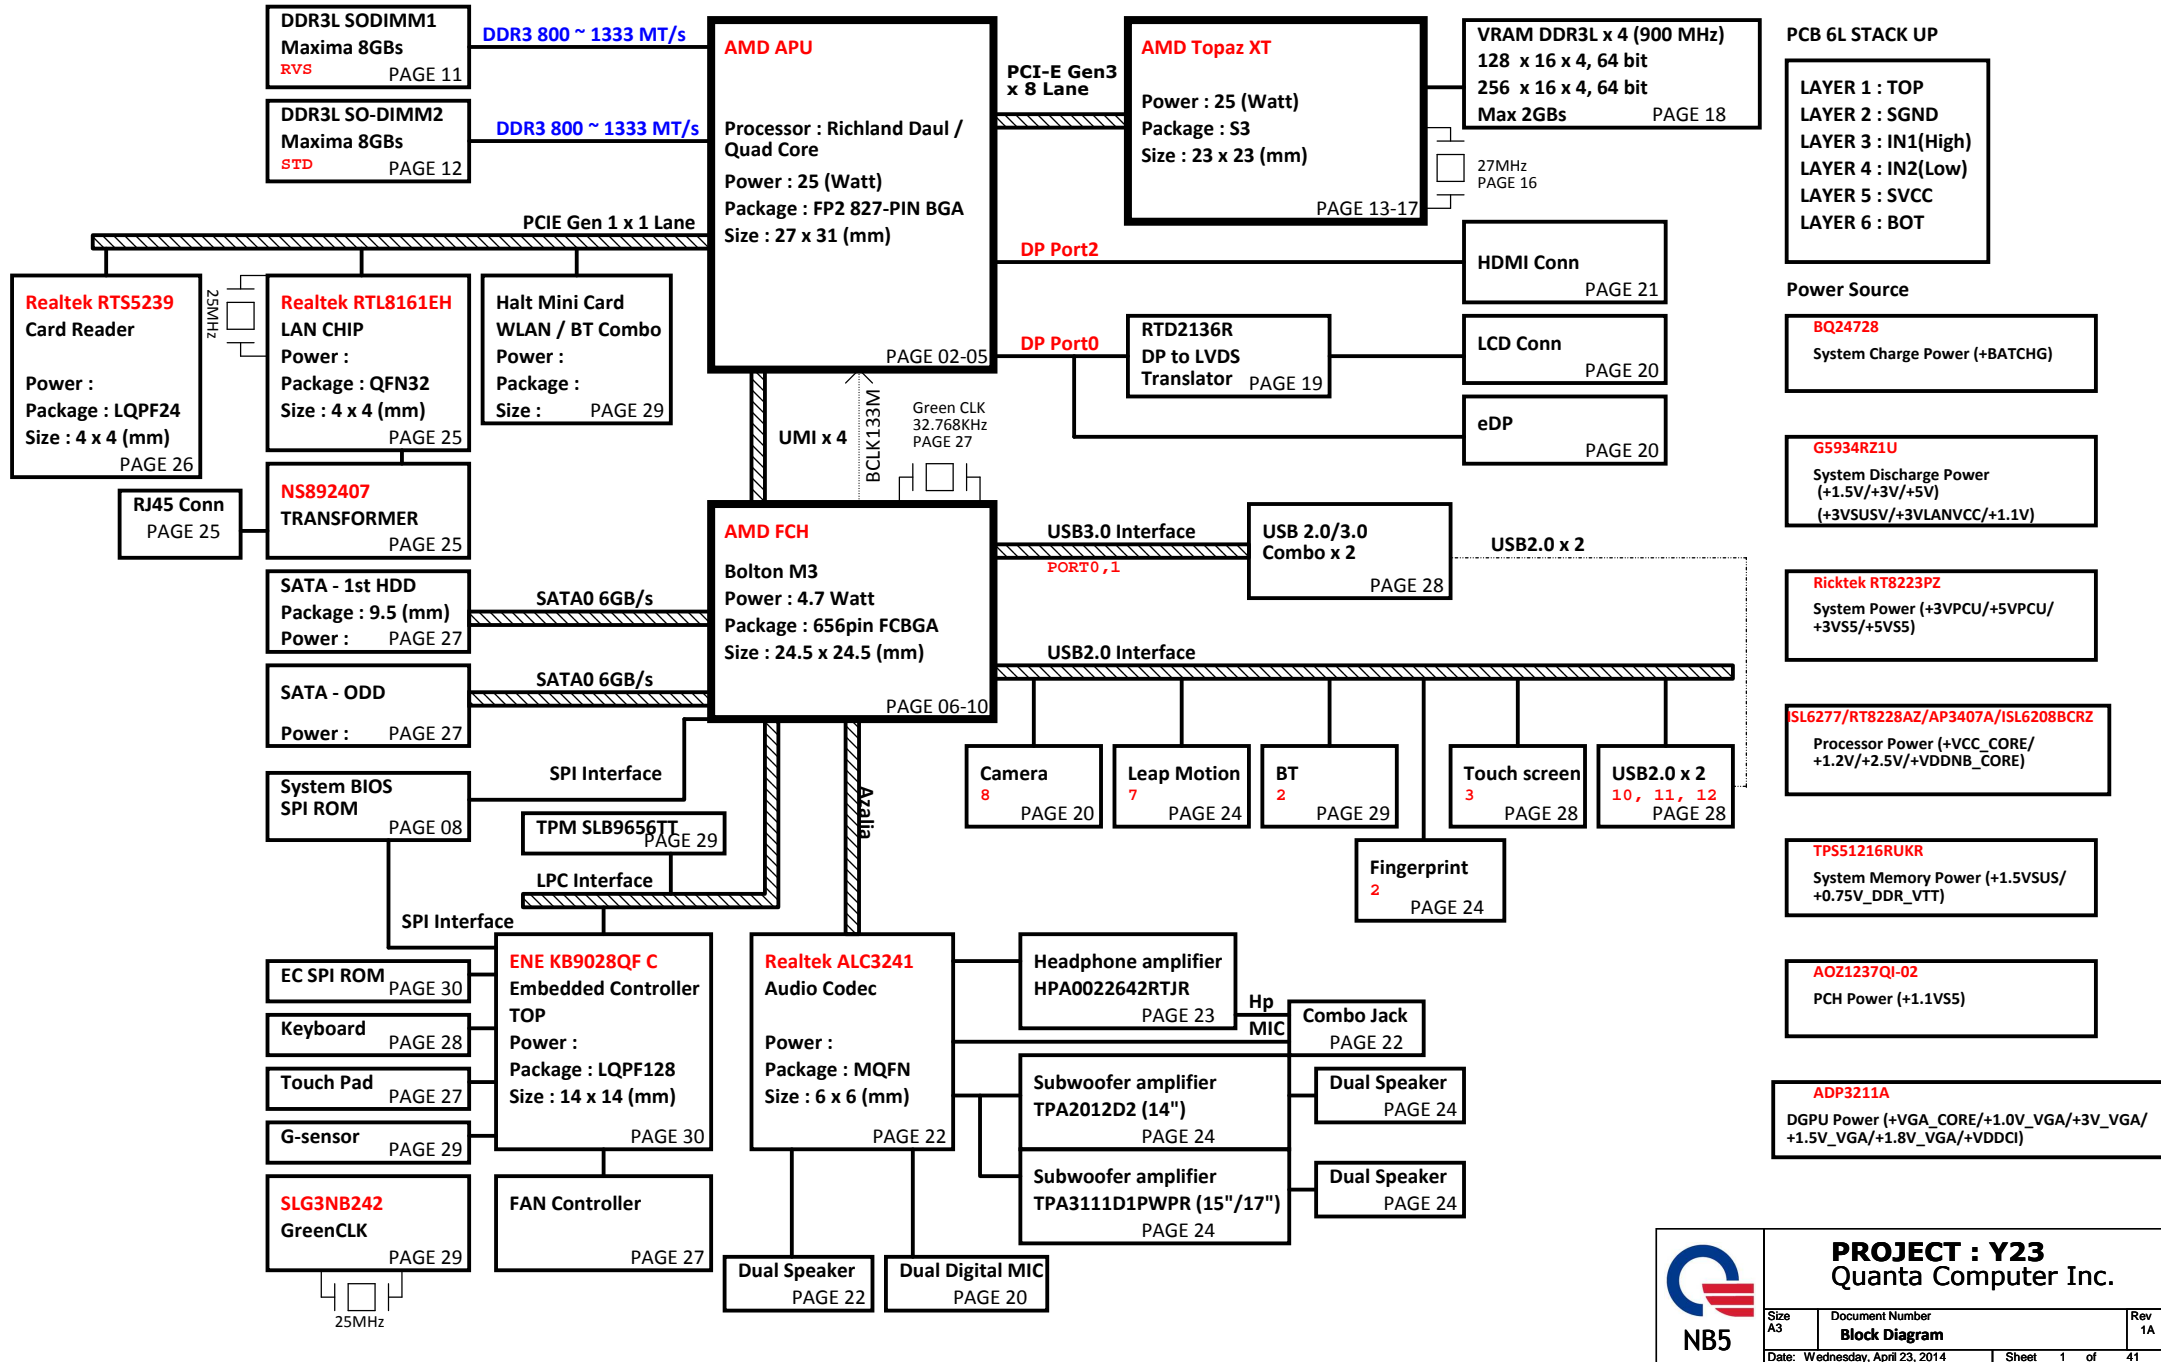 DDR3L SODIMM1
Maxima 8GBs
RVS
PAGE 11
DDR3 800 ~ 1333 MT/s
DDR3L SO-DIMM2
Maxima 8GBs
STD
PAGE 12
DDR3 800 ~ 1333 MT/s
AMD APU
Processor : Richland Daul /
Quad Core
Power : 25 (Watt)
Package : FP2 827-PIN BGA
Size : 27 x 31 (mm)
PAGE 02-05
PCI-E Gen3
x 8 Lane
AMD Topaz XT
Power : 25 (Watt)
Package : S3
Size : 23 x 23 (mm)
PAGE 13-17
VRAM DDR3L x 4 (900 MHz)
128 x 16 x 4, 64 bit
256 x 16 x 4, 64 bit
Max 2GBs
PAGE 18
27MHz
PAGE 16
PCB 6L STACK UP
LAYER 1 : TOP
LAYER 2 : SGND
LAYER 3 : IN1(High)
LAYER 4 : IN2(Low)
LAYER 5 : SVCC
LAYER 6 : BOT
PCIE Gen 1 x 1 Lane
Realtek RTS5239
Card Reader
Power :
Package : LQPF24
Size : 4 x 4 (mm)
PAGE 26
25MHz
Realtek RTL8161EH
LAN CHIP
Power :
Package : QFN32
Size : 4 x 4 (mm)
PAGE 25
Halt Mini Card
WLAN / BT Combo
Power :
Package :
Size :
PAGE 29
DP Port2
HDMI Conn
PAGE 21
DP Port0
RTD2136R
DP to LVDS
Translator
PAGE 19
LCD Conn
PAGE 20
eDP
PAGE 20
RJ45 Conn
PAGE 25
NS892407
TRANSFORMER
PAGE 25
UMI x 4
BCLK133M
Green CLK
32.768KHz
PAGE 27
AMD FCH
Bolton M3
Power : 4.7 Watt
Package : 656pin FCBGA
Size : 24.5 x 24.5 (mm)
PAGE 06-10
SATA - 1st HDD
Package : 9.5 (mm)
Power :
PAGE 27
SATA0 6GB/s
SATA - ODD
Power :
PAGE 27
SATA0 6GB/s
USB3.0 Interface
PORT0,1
USB 2.0/3.0
Combo x 2
PAGE 28
USB2.0 x 2
USB2.0 Interface
Camera
8
PAGE 20
Leap Motion
7
PAGE 24
BT
2
PAGE 29
Touch screen
3
PAGE 28
USB2.0 x 2
10, 11, 12
PAGE 28
Fingerprint
2
PAGE 24
System BIOS
SPI ROM
PAGE 08
SPI Interface
TPM SLB9656TT
PAGE 29
LPC Interface
SPI Interface
Azalia
EC SPI ROM
PAGE 30
Keyboard
PAGE 28
Touch Pad
PAGE 27
G-sensor
PAGE 29
SLG3NB242
GreenCLK
PAGE 29
25MHz
ENE KB9028QF C
Embedded Controller
TOP
Power :
Package : LQPF128
Size : 14 x 14 (mm)
PAGE 30
FAN Controller
PAGE 27
Realtek ALC3241
Audio Codec
Power :
Package : MQFN
Size : 6 x 6 (mm)
PAGE 22
Dual Speaker
PAGE 22
Dual Digital MIC
PAGE 20
Headphone amplifier
HPA0022642RTJR
PAGE 23
Hp
MIC
Combo Jack
PAGE 22
Subwoofer amplifier
TPA2012D2 (14")
PAGE 24
Dual Speaker
PAGE 24
Subwoofer amplifier
TPA3111D1PWPR (15"/17")
PAGE 24
Dual Speaker
PAGE 24
Power Source
BQ24728
System Charge Power (+BATCHG)
G5934RZ1U
System Discharge Power
(+1.5V/+3V/+5V)
(+3VSUSV/+3VLANVCC/+1.1V)
Ricktek RT8223PZ
System Power (+3VPCU/+5VPCU/
+3VS5/+5VS5)
ISL6277/RT8228AZ/AP3407A/ISL6208BCRZ
Processor Power (+VCC_CORE/
+1.2V/+2.5V/+VDDNB_CORE)
TPS51216RUKR
System Memory Power (+1.5VSUS/
+0.75V_DDR_VTT)
AOZ1237QI-02
PCH Power (+1.1VS5)
ADP3211A
DGPU Power (+VGA_CORE/+1.0V_VGA/+3V_VGA/
+1.5V_VGA/+1.8V_VGA/+VDDCI)
NB5
PROJECT : Y23
Quanta Computer Inc.
Size
A3
Document Number
Block Diagram
Rev
1A
Date: Wednesday, April 23, 2014
Sheet 1 of 41